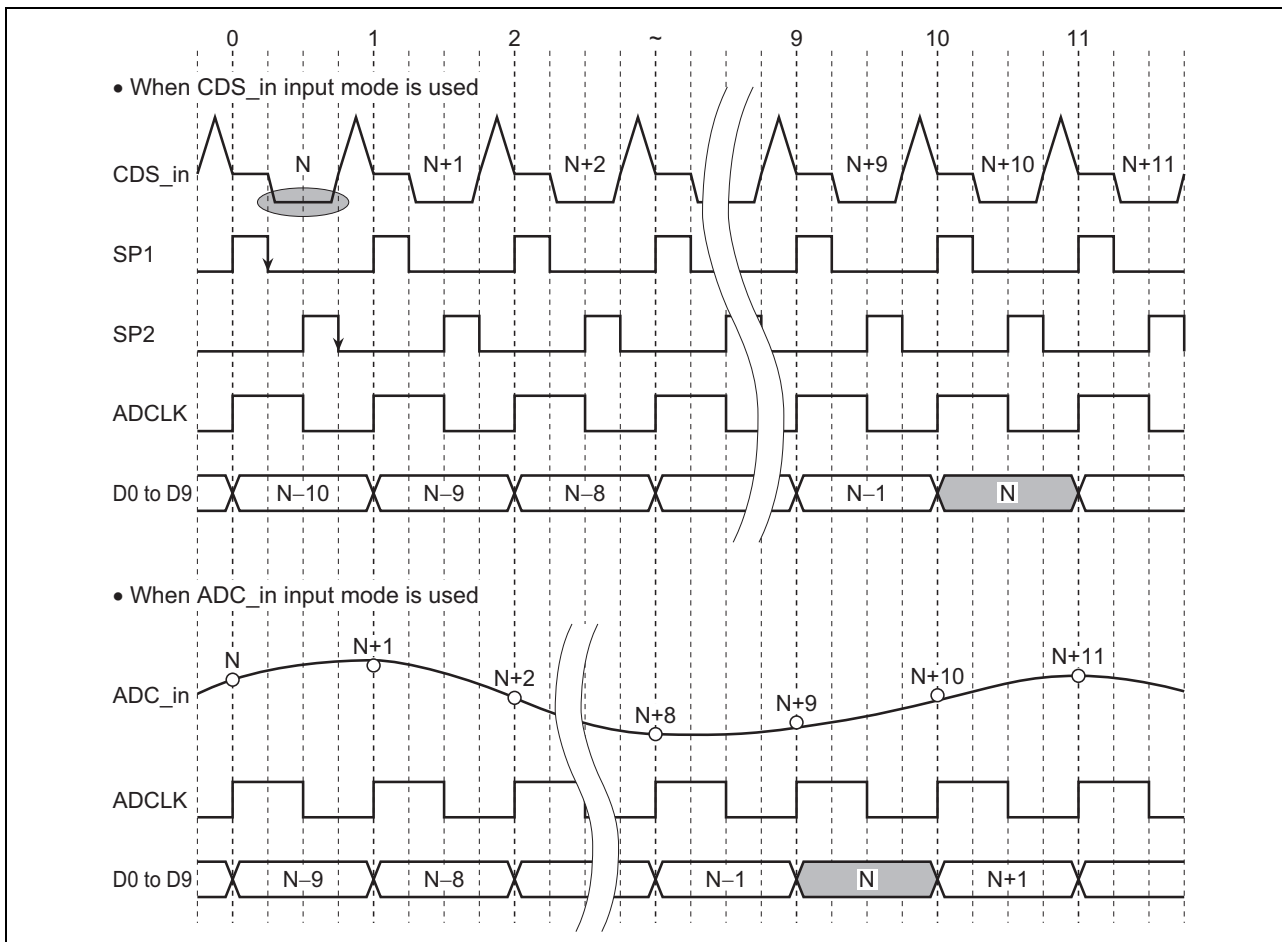 0 1 2 ~ 9 10 11
• When CDS_in input mode is used
CDS_in N N+1 N+2 N+9 N+10 N+11
SP1
SP2
ADCLK
D0 to D9 N–10 N–9 N–8 N–1 N
• When ADC_in input mode is used
ADC_in N N+1 N+2 N+8 N+9 N+10 N+11
ADCLK
D0 to D9 N–9 N–8 N–1 N N+1